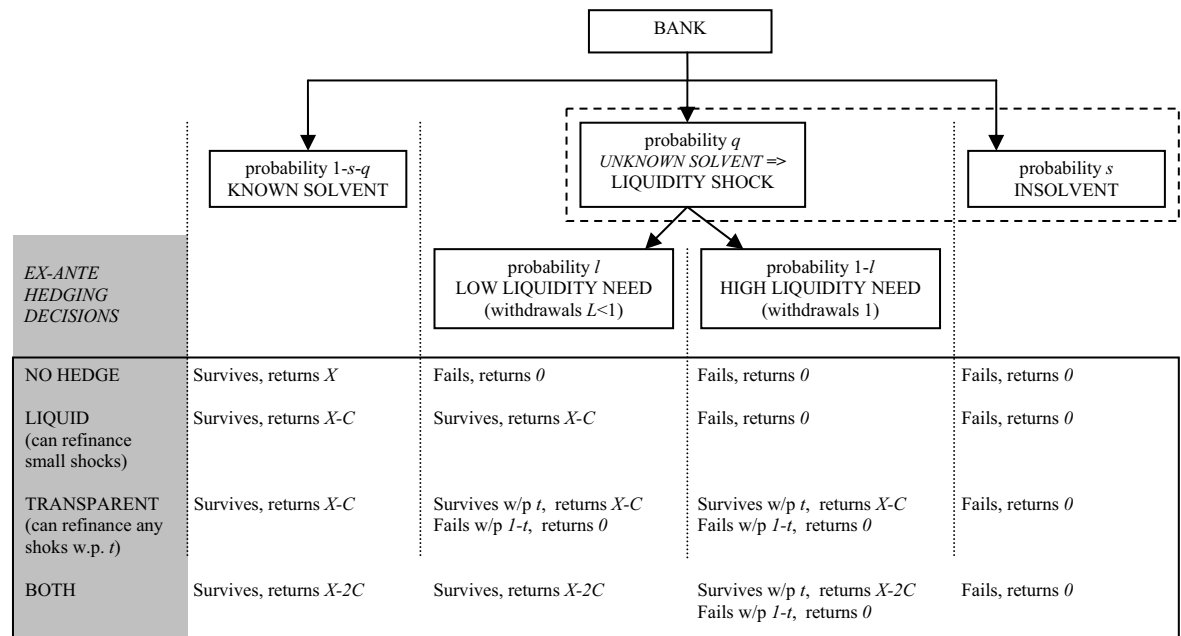 BANK
probability 1-s-q
KNOWN SOLVENT
probability q
UNKNOWN SOLVENT =>
LIQUIDITY SHOCK
probability s
INSOLVENT
EX-ANTE
HEDGING
DECISIONS
probability l
LOW LIQUIDITY NEED
(withdrawals L<1)
probability 1-l
HIGH LIQUIDITY NEED
(withdrawals 1)
NO HEDGE
Survives, returns X
Fails, returns 0
Fails, returns 0
Fails, returns 0
LIQUID
(can refinance
small shocks)
Survives, returns X-C
Survives, returns X-C
Fails, returns 0
Fails, returns 0
TRANSPARENT
(can refinance any
shoks w.p. t)
Survives, returns X-C
Survives w/p t, returns X-C
Fails w/p 1-t, returns 0
Survives w/p t, returns X-C
Fails w/p 1-t, returns 0
Fails, returns 0
BOTH
Survives, returns X-2C
Survives, returns X-2C
Survives w/p t, returns X-2C
Fails w/p 1-t, returns 0
Fails, returns 0